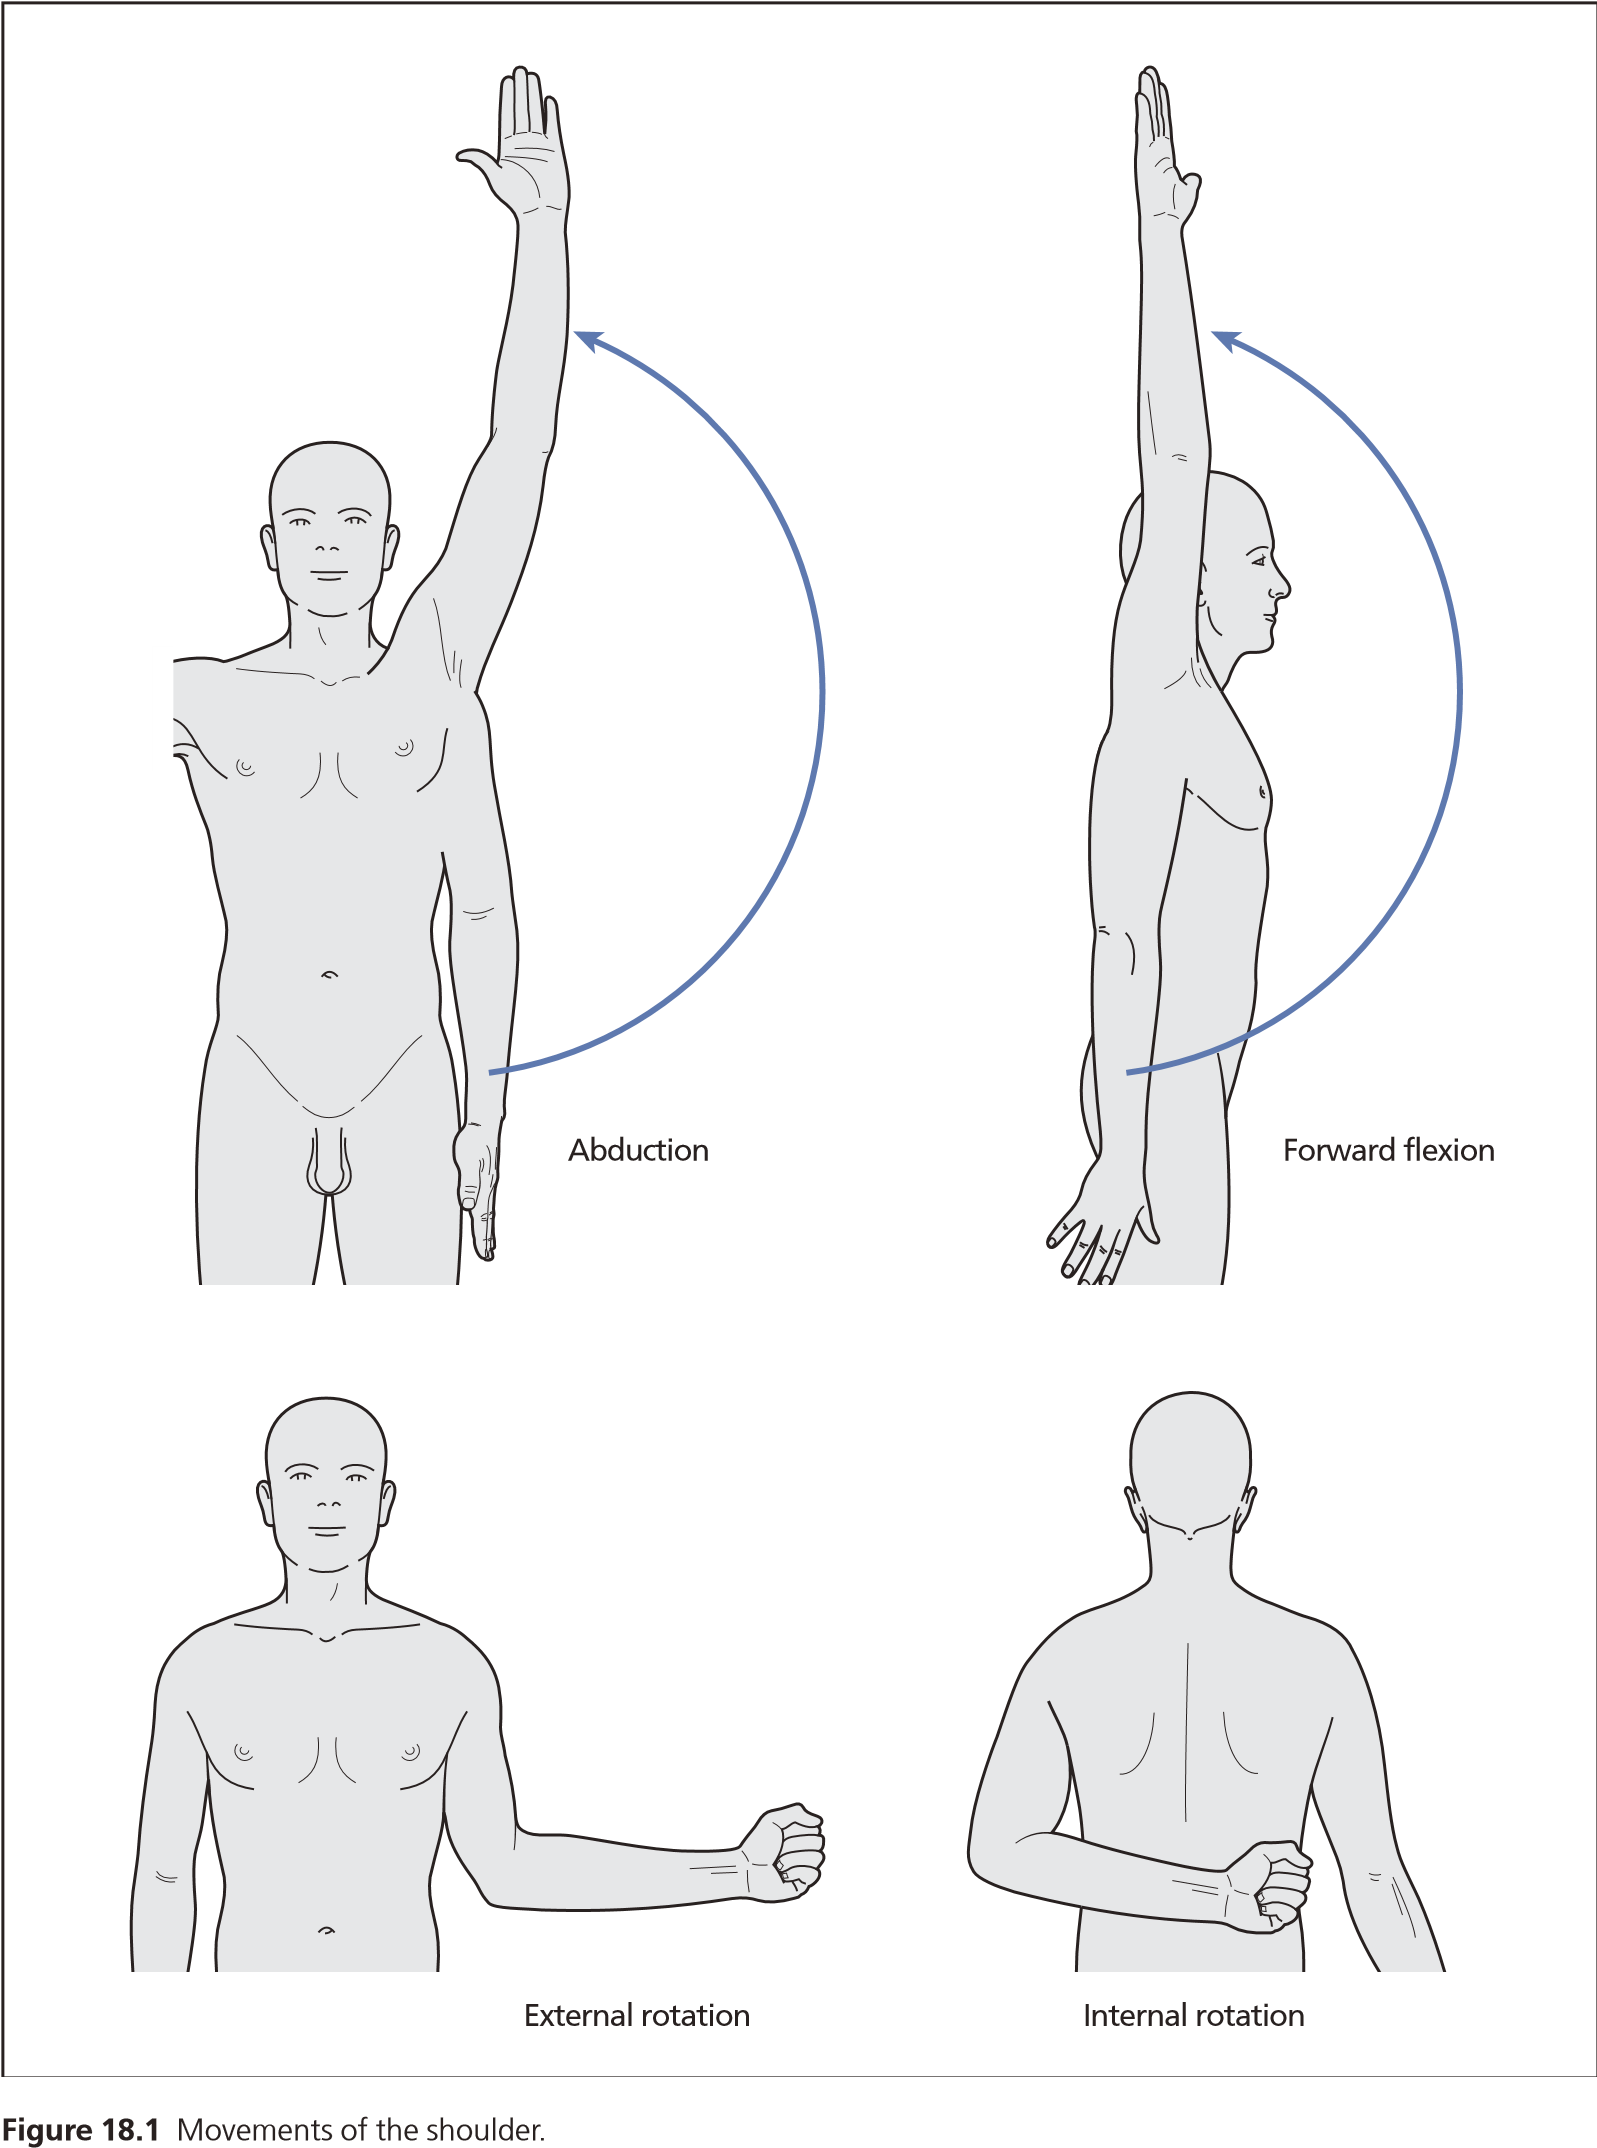 Abduction
Forward flexion
External rotation
Internal rotation
Figure 18.1 Movements of the shoulder.